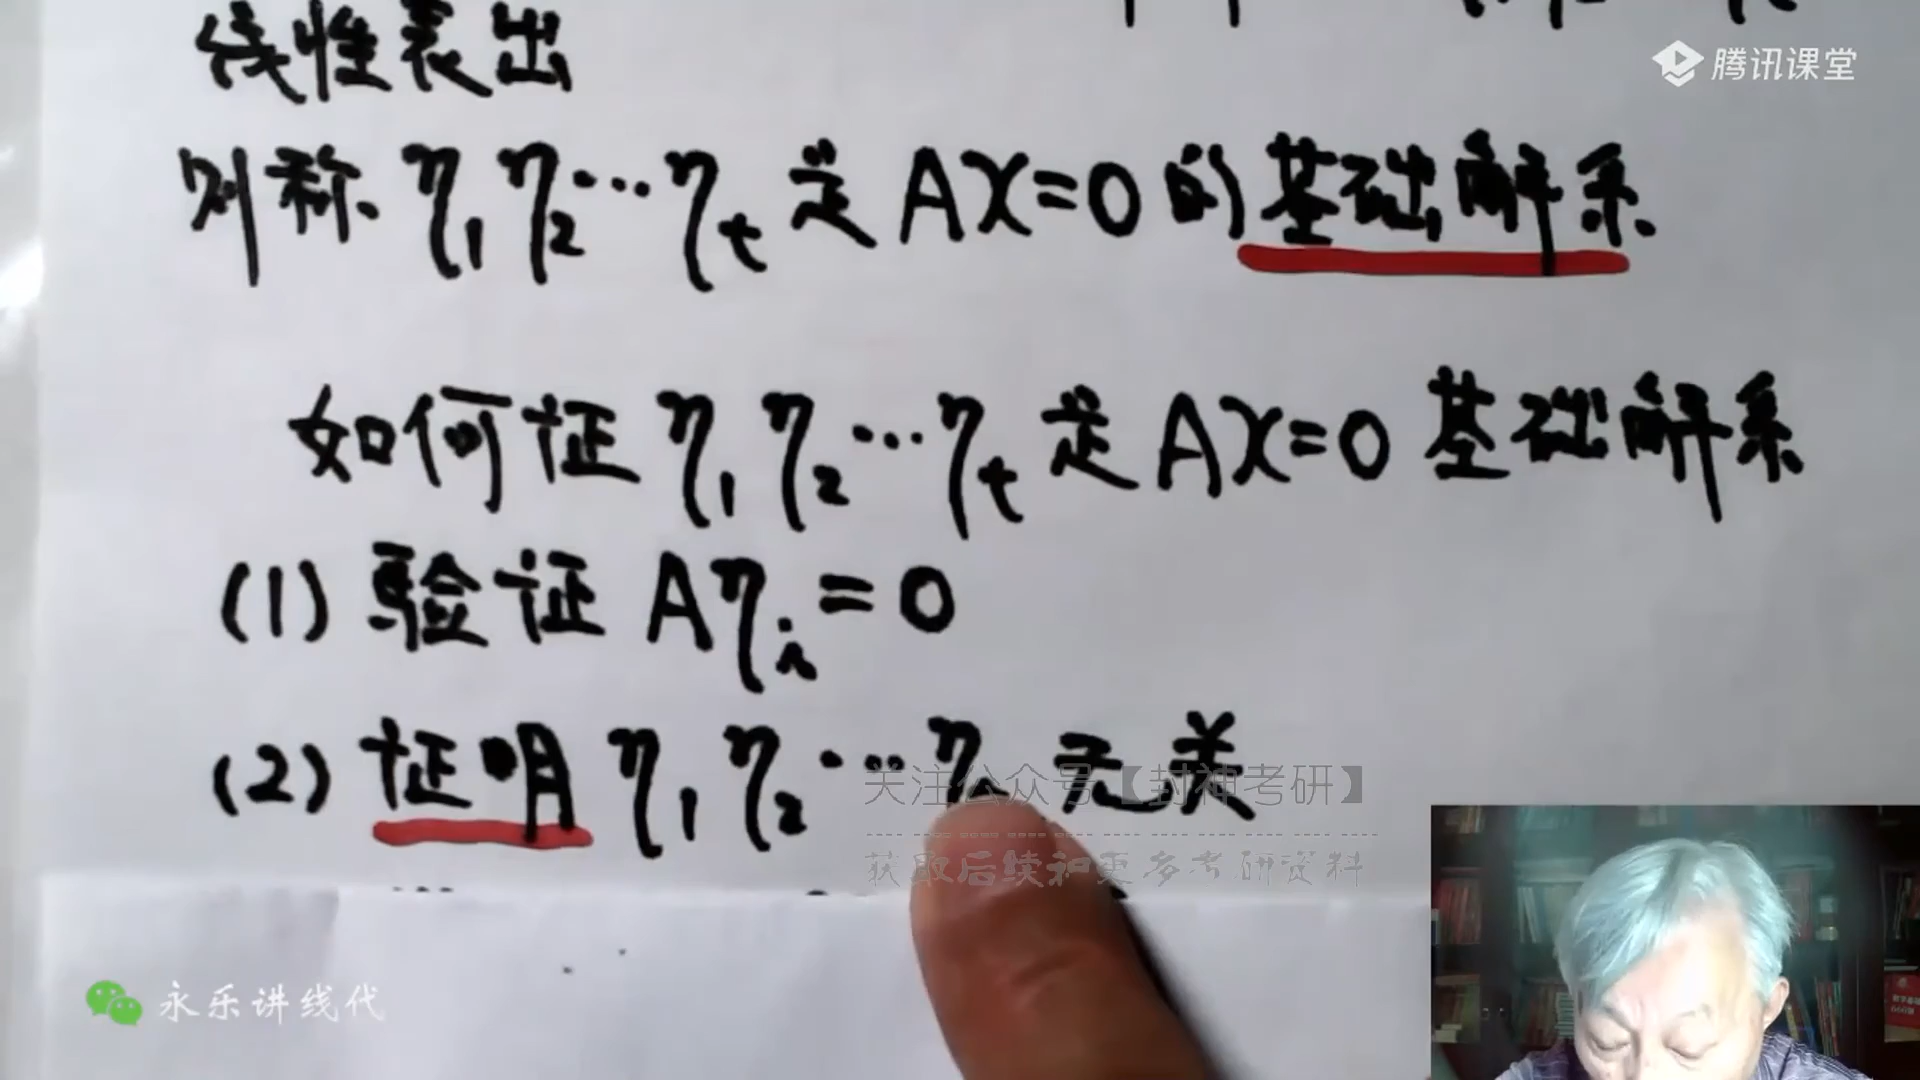 线性表出
腾讯课堂
则称 η₁ η₂…ηₜ 是 AX=0 的基础解系
如何证 η₁ η₂…ηₜ 是 AX=0 基础解系
(1) 验证 Aηᵢ = 0
(2) 证明 η₁ η₂ …η 无关
关注公众号【封神考研】
获取后续和更多考研资料
永乐讲线代